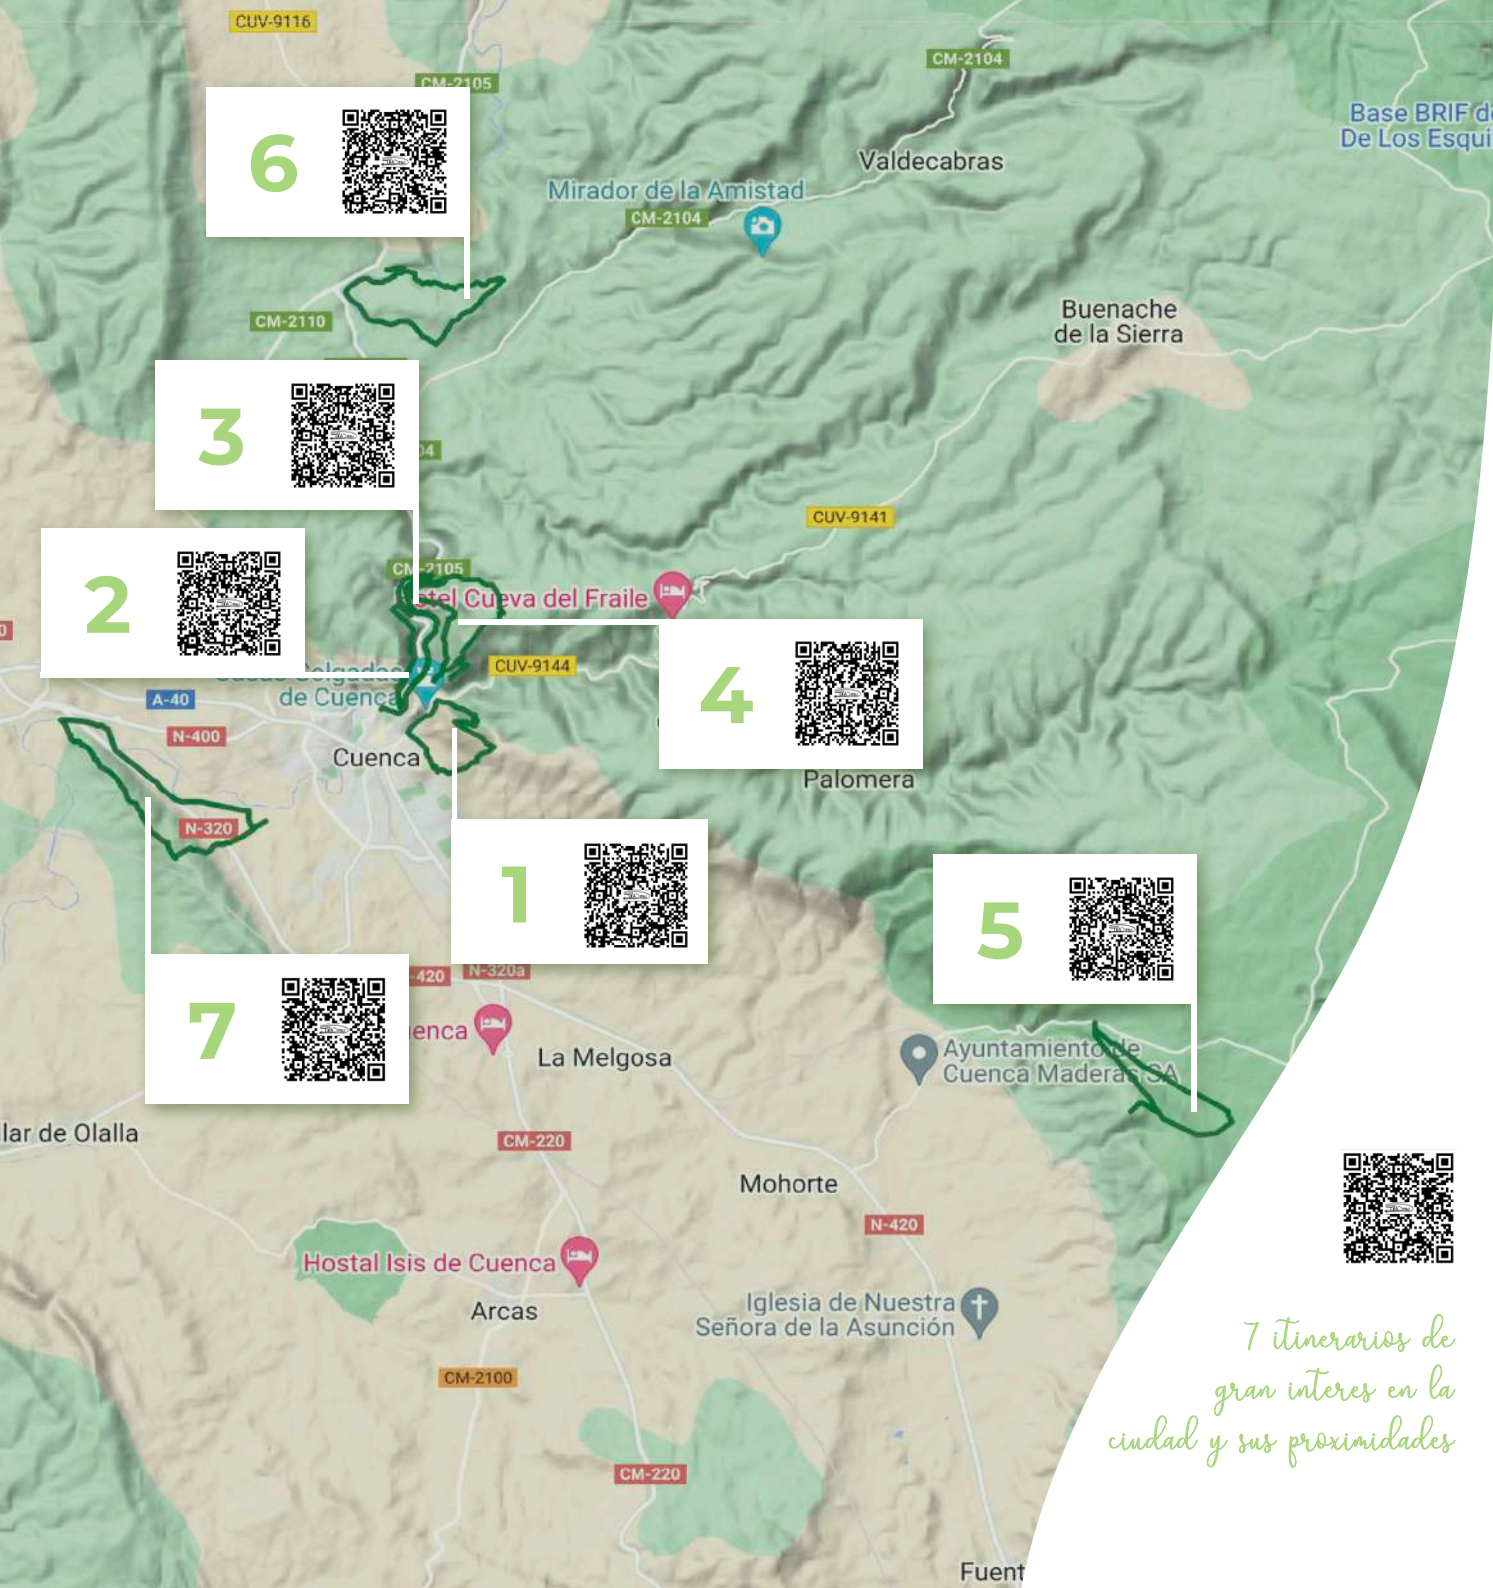 CUV-9116
CM-2104
CM-2105
Base BRIF de
De Los Esqui
6
Valdecabras
Mirador de la Amistad
CM-2104
Buenache
de la Sierra
CM-2110
3
04
CUV-9141
2
CM-2105
otel Cueva del Fraile
CUV-9144
Casas Colgadas
de Cuenca
A-40
N-400
4
Cuenca
Palomera
N-320
1
5
-420
N-320a
7
enca
La Melgosa
Ayuntamiento de
Cuenca Maderas SA
lar de Olalla
CM-220
Mohorte
N-420
Hostal Isis de Cuenca
Arcas
Iglesia de Nuestra
Señora de la Asunción
7 itinerarios de
gran interes en la
ciudad y sus proximidades
CM-2100
CM-220
Fuent